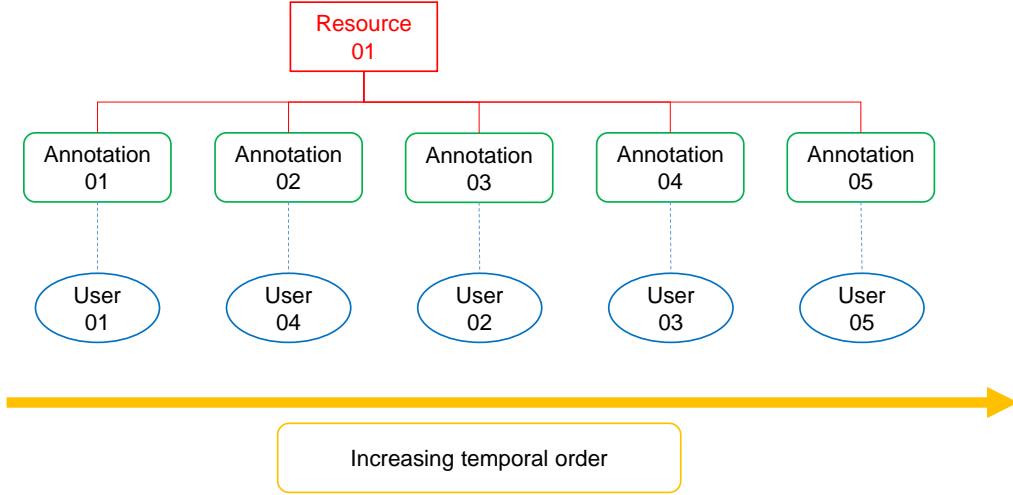 Resource
01
Annotation
01
Annotation
02
Annotation
03
Annotation
04
Annotation
05
User
01
User
04
User
02
User
03
User
05
Increasing temporal order